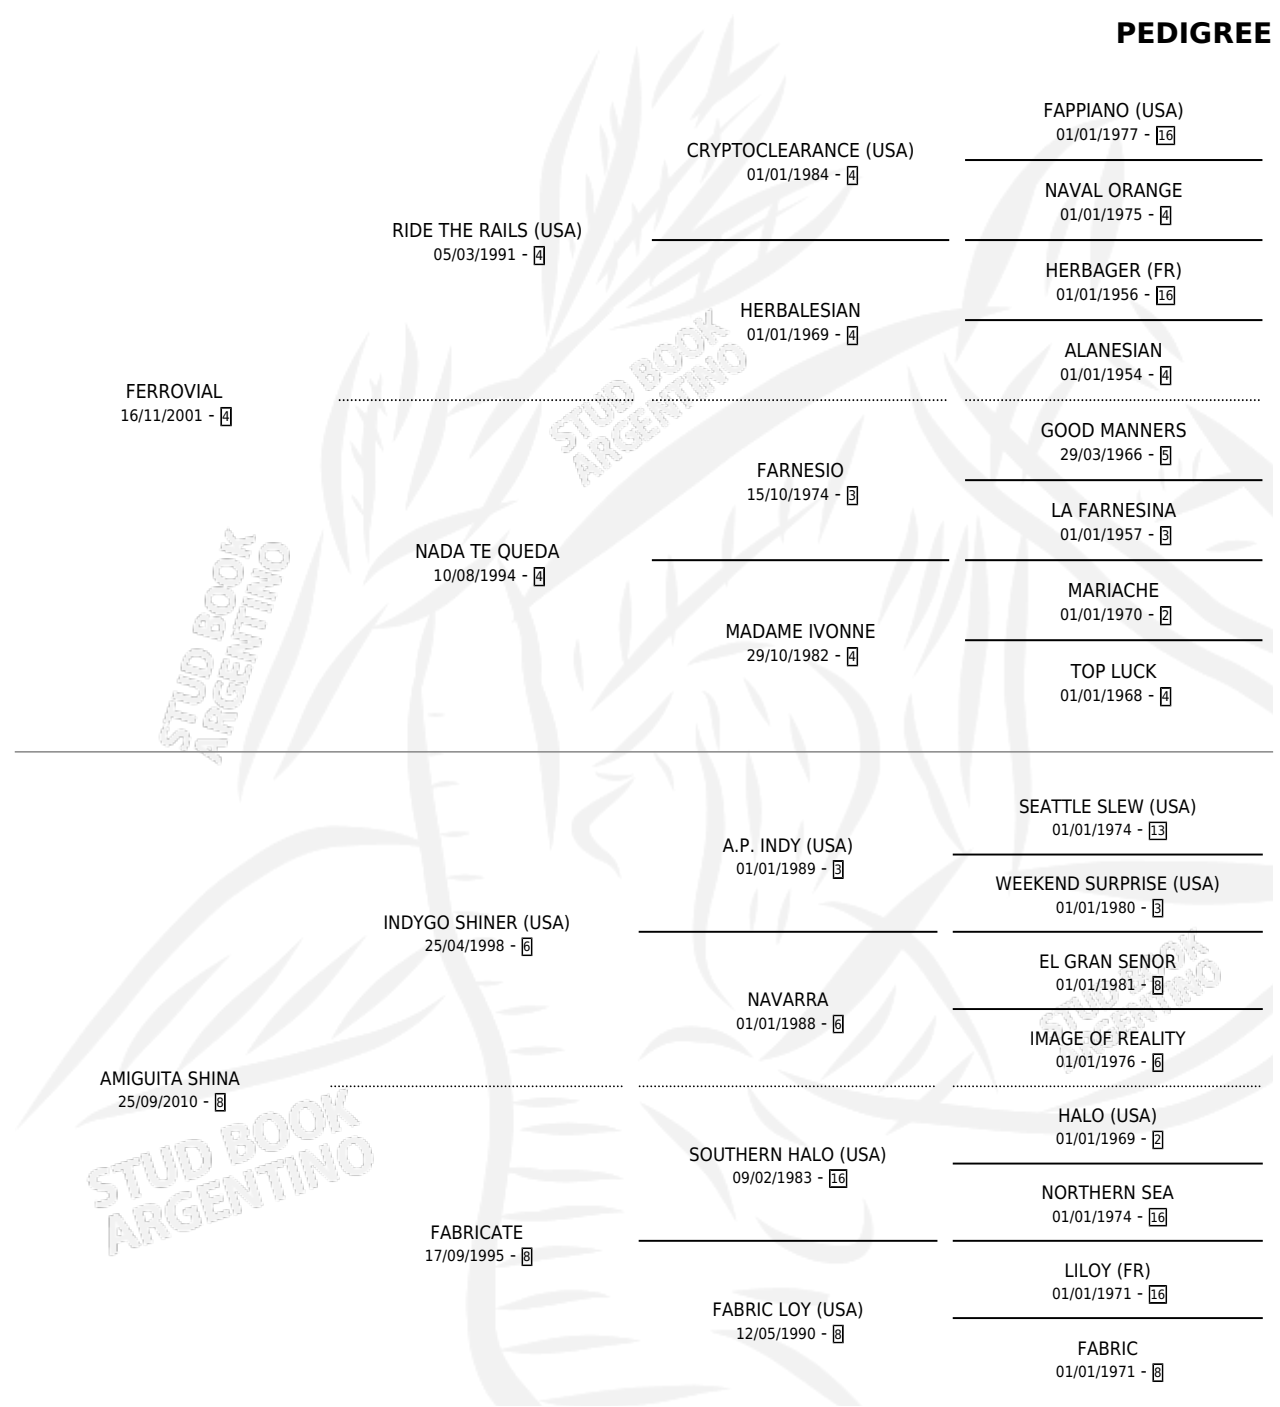 PEDIGREE
FAPPIANO (USA)
01/01/1977 - 16
CRYPTOCLEARANCE (USA)
01/01/1984 - 4
NAVAL ORANGE
01/01/1975 - 4
RIDE THE RAILS (USA)
05/03/1991 - 4
HERBAGER (FR)
01/01/1956 - 16
HERBALESIAN
01/01/1969 - 4
ALANESIAN
01/01/1954 - 4
FERROVIAL
16/11/2001 - 4
GOOD MANNERS
29/03/1966 - 5
FARNESIO
15/10/1974 - 3
LA FARNESINA
01/01/1957 - 3
NADA TE QUEDA
10/08/1994 - 4
MARIACHE
01/01/1970 - 2
MADAME IVONNE
29/10/1982 - 4
TOP LUCK
01/01/1968 - 4
SEATTLE SLEW (USA)
01/01/1974 - 13
A.P. INDY (USA)
01/01/1989 - 3
WEEKEND SURPRISE (USA)
01/01/1980 - 3
INDYGO SHINER (USA)
25/04/1998 - 6
EL GRAN SENOR
01/01/1981 - 8
NAVARRA
01/01/1988 - 6
IMAGE OF REALITY
01/01/1976 - 6
AMIGUITA SHINA
25/09/2010 - 8
HALO (USA)
01/01/1969 - 2
SOUTHERN HALO (USA)
09/02/1983 - 16
NORTHERN SEA
01/01/1974 - 16
FABRICATE
17/09/1995 - 8
LILOY (FR)
01/01/1971 - 16
FABRIC LOY (USA)
12/05/1990 - 8
FABRIC
01/01/1971 - 8
STUD BOOK
ARGENTINO
STUD BOOK
ARGENTINO
STUD BOOK
ARGENTINO
STUD BOOK
ARGENTINO